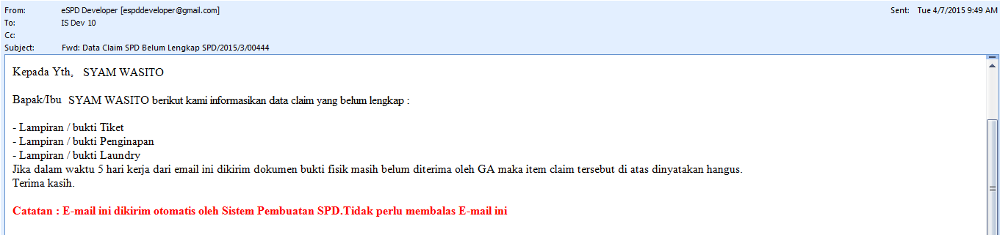 From: eSPD Developer [espddeveloper@gmail.com] Sent: Tue 4/7/2015 9:49 AM
To: IS Dev 10
Cc:
Subject: Fwd: Data Claim SPD Belum Lengkap SPD/2015/3/00444
Kepada Yth, SYAM WASITO
Bapak/Ibu SYAM WASITO berikut kami informasikan data claim yang belum lengkap :
- Lampiran / bukti Tiket
- Lampiran / bukti Penginapan
- Lampiran / bukti Laundry
Jika dalam waktu 5 hari kerja dari email ini dikirim dokumen bukti fisik masih belum diterima oleh GA maka item claim tersebut di atas dinyatakan hangus.
Terima kasih.
Catatan : E-mail ini dikirim otomatis oleh Sistem Pembuatan SPD.Tidak perlu membalas E-mail ini